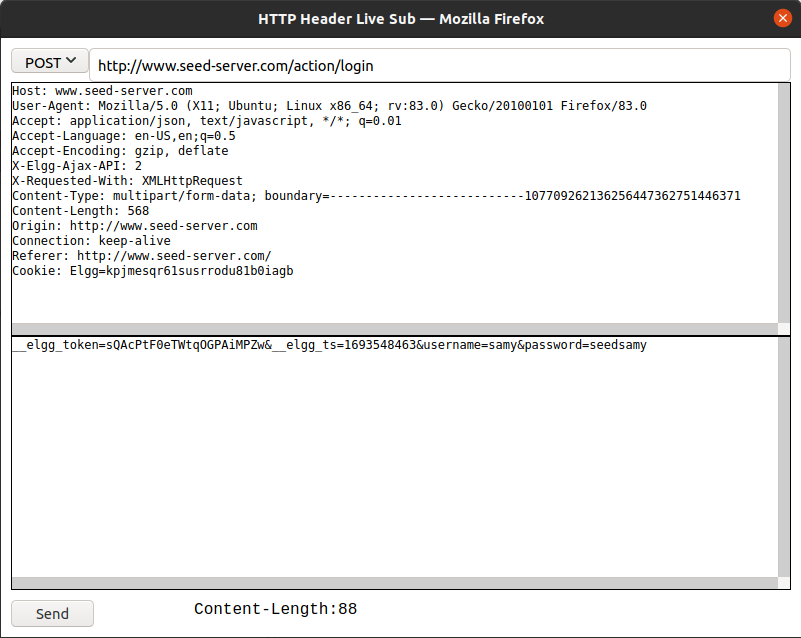 HTTP Header Live Sub — Mozilla Firefox
POST
http://www.seed-server.com/action/login
Host: www.seed-server.com
User-Agent: Mozilla/5.0 (X11; Ubuntu; Linux x86_64; rv:83.0) Gecko/20100101 Firefox/83.0
Accept: application/json, text/javascript, */*; q=0.01
Accept-Language: en-US,en;q=0.5
Accept-Encoding: gzip, deflate
X-Elgg-Ajax-API: 2
X-Requested-With: XMLHttpRequest
Content-Type: multipart/form-data; boundary=---------------------------107709262136256447362751446371
Content-Length: 568
Origin: http://www.seed-server.com
Connection: keep-alive
Referer: http://www.seed-server.com/
Cookie: Elgg=kpjmesqr61susrrodu81b0iagb
__elgg_token=sQAcPtF0eTWtqOGPAiMPZw&__elgg_ts=1693548463&username=samy&password=seedsamy
Send
Content-Length:88